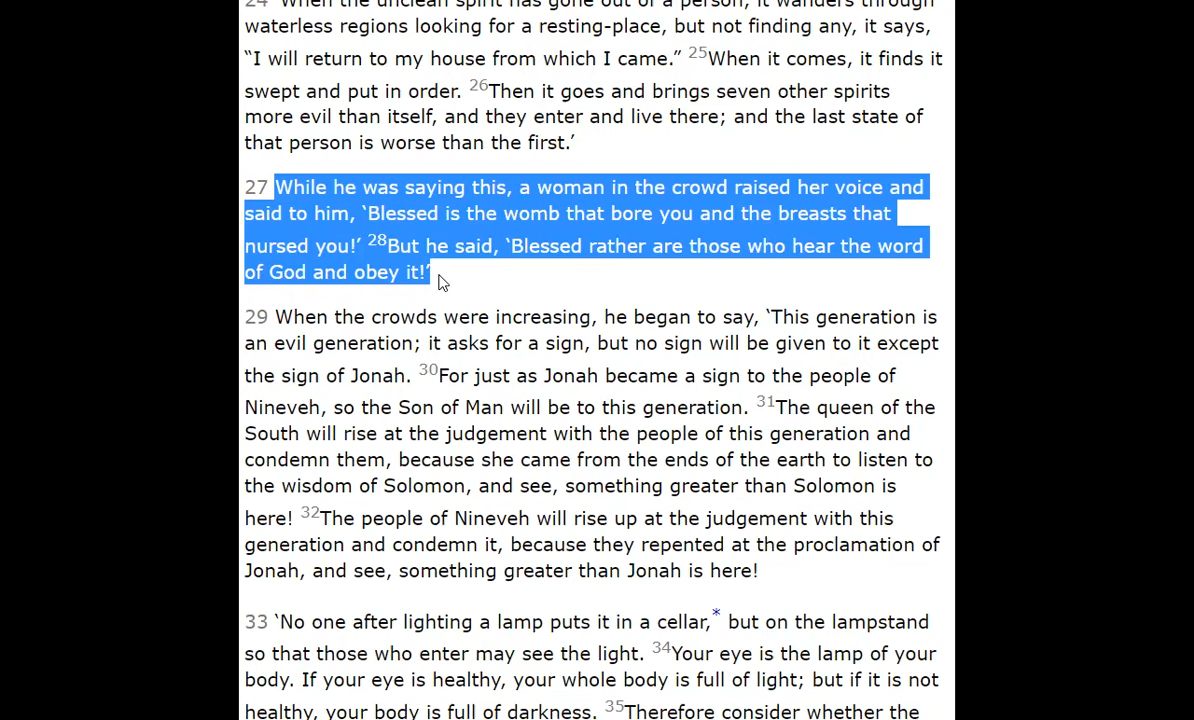 24 ‘When the unclean spirit has gone out of a person, it wanders through
waterless regions looking for a resting-place, but not finding any, it says,
“I will return to my house from which I came.” 25When it comes, it finds it
swept and put in order. 26Then it goes and brings seven other spirits
more evil than itself, and they enter and live there; and the last state of
that person is worse than the first.’
27 While he was saying this, a woman in the crowd raised her voice and
said to him, ‘Blessed is the womb that bore you and the breasts that
nursed you!’ 28But he said, ‘Blessed rather are those who hear the word
of God and obey it!’
29 When the crowds were increasing, he began to say, ‘This generation is
an evil generation; it asks for a sign, but no sign will be given to it except
the sign of Jonah. 30For just as Jonah became a sign to the people of
Nineveh, so the Son of Man will be to this generation. 31The queen of the
South will rise at the judgement with the people of this generation and
condemn them, because she came from the ends of the earth to listen to
the wisdom of Solomon, and see, something greater than Solomon is
here! 32The people of Nineveh will rise up at the judgement with this
generation and condemn it, because they repented at the proclamation of
Jonah, and see, something greater than Jonah is here!
33 ‘No one after lighting a lamp puts it in a cellar,* but on the lampstand
so that those who enter may see the light. 34Your eye is the lamp of your
body. If your eye is healthy, your whole body is full of light; but if it is not
healthy, your body is full of darkness. 35Therefore consider whether the